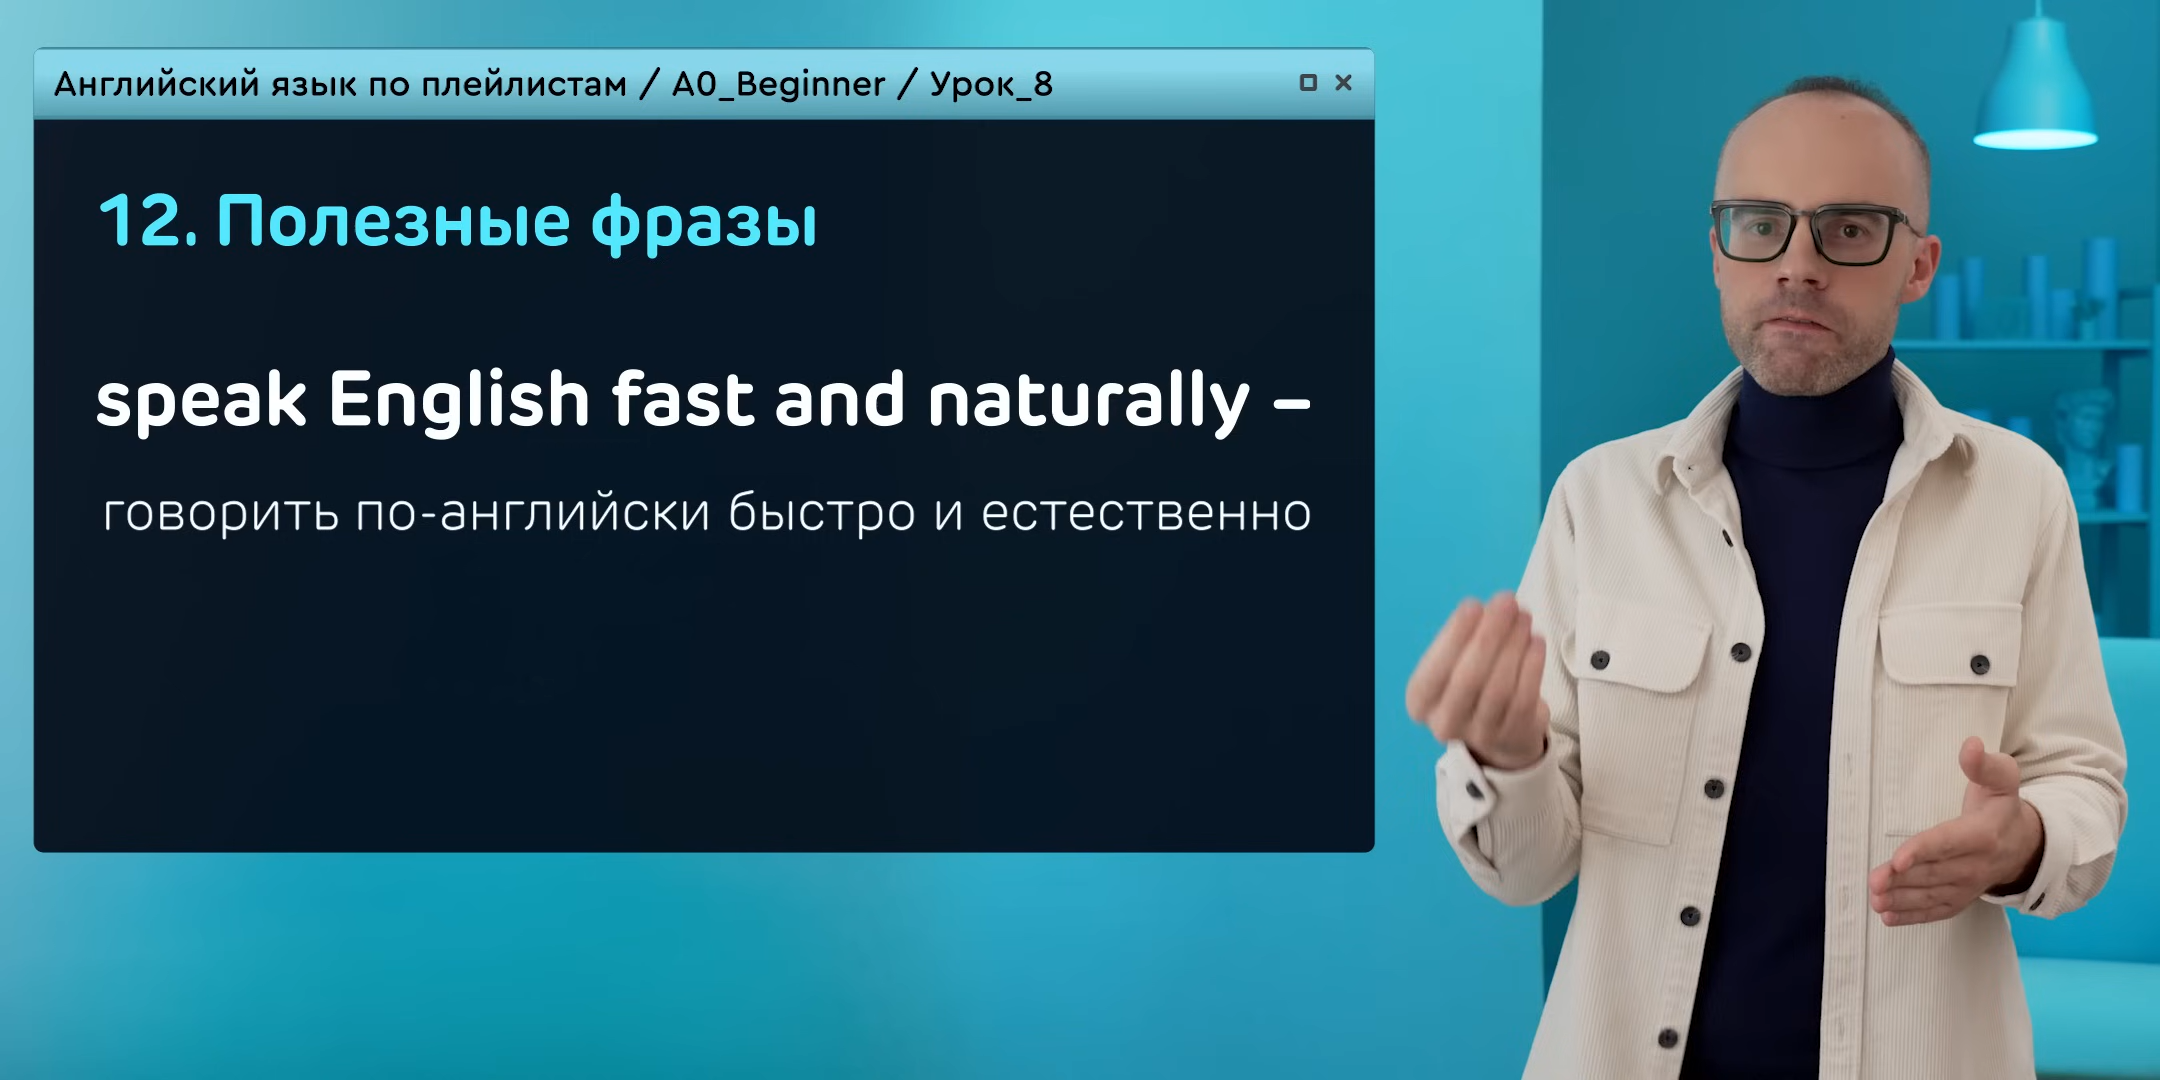 Английский язык по плейлистам / A0_Beginner / Урок_8
12. Полезные фразы
speak English fast and naturally –
говорить по-английски быстро и естественно